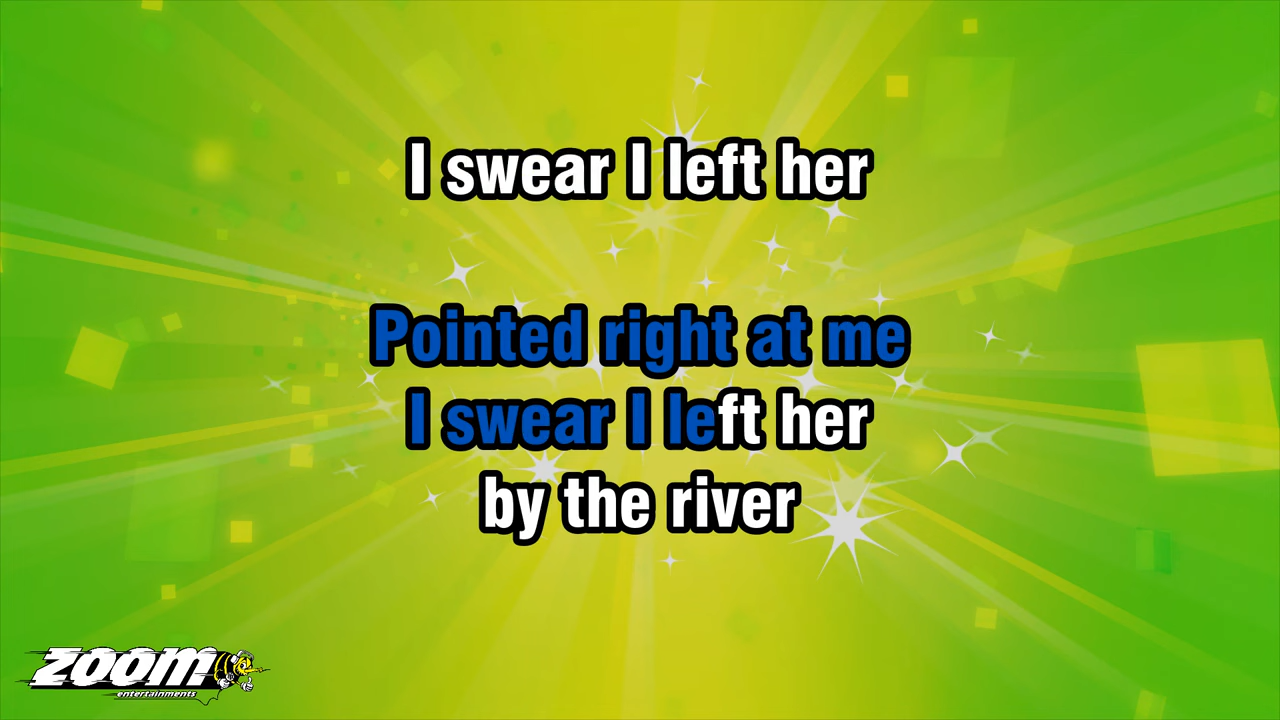 I swear I left her
Pointed right at me
I swear I left her
by the river
zoom
entertainments